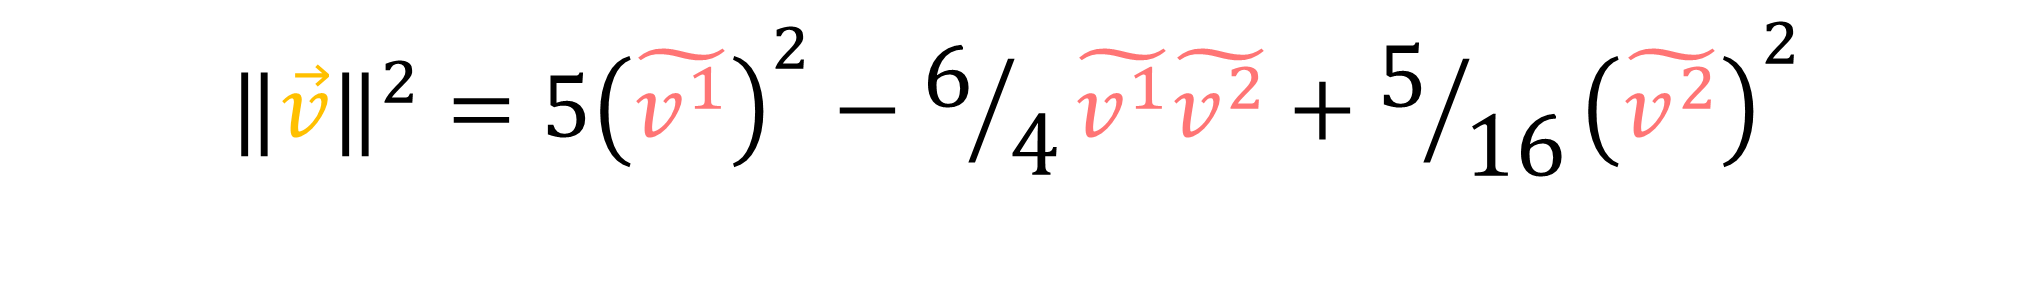 ‖v⃗‖² = 5(ṽ¹)² − 6/4 ṽ¹ṽ² + 5/16 (ṽ²)²